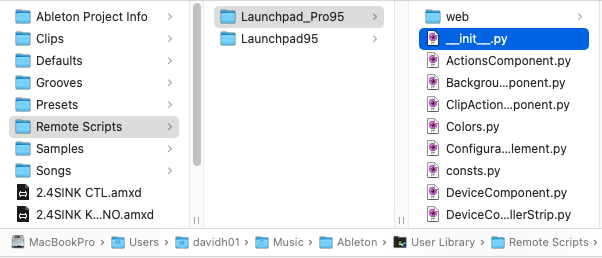 Ableton Project Info
Clips
Defaults
Grooves
Presets
Remote Scripts
Samples
Songs
2.4SINK CTL.amxd
2.4SINK K...NO.amxd
Launchpad_Pro95
Launchpad95
web
__init__.py
ActionsComponent.py
Backgrou...ponent.py
ClipAction...ponent.py
Colors.py
Configura...lement.py
consts.py
DeviceComponent.py
DeviceCo...llerStrip.py
MacBookPro › Users › davidh01 › Music › Ableton › User Library › Remote Scripts ›